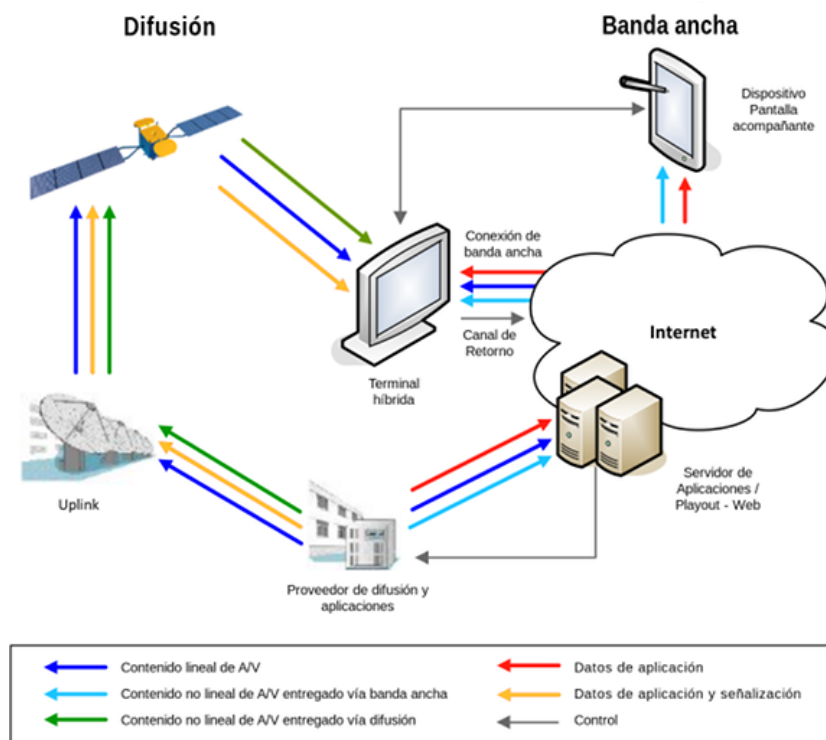 Difusión
Banda ancha
Dispositivo
Pantalla
acompañante
Conexión de
banda ancha
Internet
Canal de
Retorno
Terminal
híbrida
Servidor de
Aplicaciones /
Playout - Web
Uplink
Proveedor de difusión y
aplicaciones
Contenido lineal de A/V
Contenido no lineal de A/V entregado vía banda ancha
Contenido no lineal de A/V entregado vía difusión
Datos de aplicación
Datos de aplicación y señalización
Control